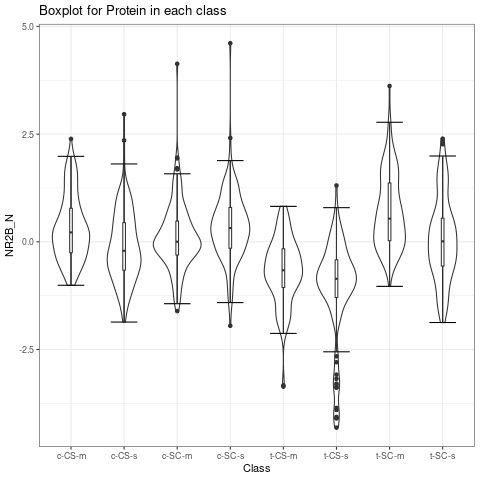 Boxplot for Protein in each class
NR2B_N
5.0
2.5
0.0
-2.5
c-CS-m c-CS-s c-SC-m c-SC-s t-CS-m t-CS-s t-SC-m t-SC-s
Class